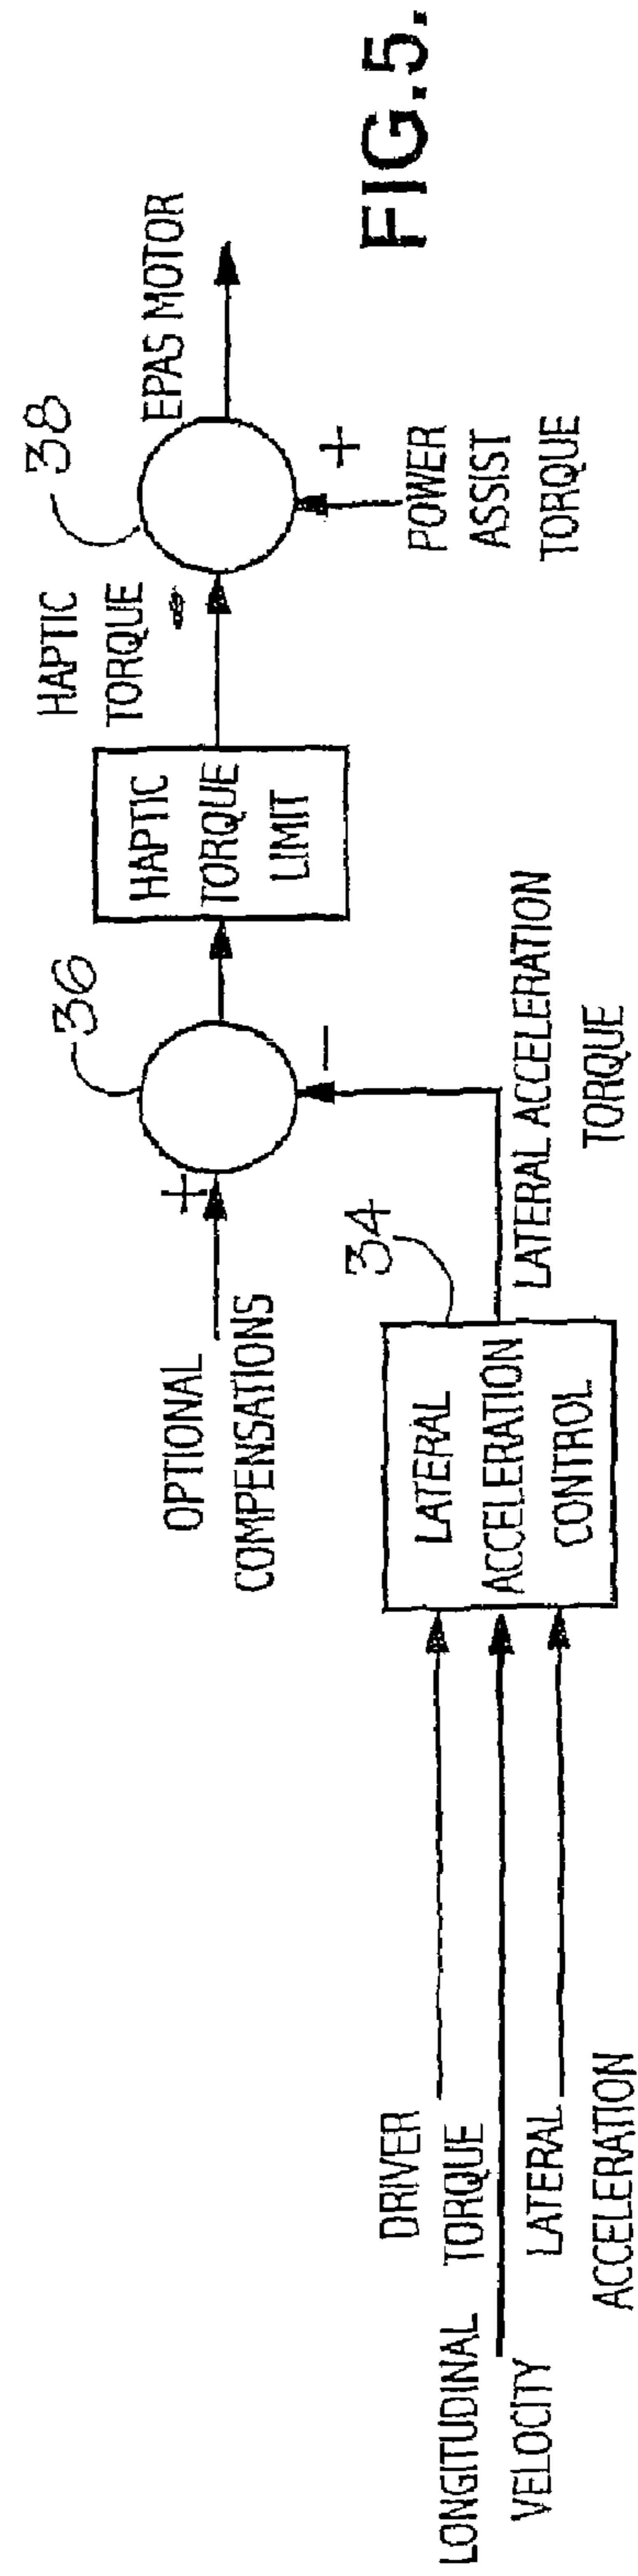 LONGITUDINAL
VELOCITY
DRIVER
TORQUE
LATERAL
ACCELERATION
LATERAL
ACCELERATION
CONTROL
34
OPTIONAL
COMPENSATIONS
+
−
36
LATERAL ACCELERATION
TORQUE
HAPTIC
TORQUE
LIMIT
HAPTIC
TORQUE
38
+
POWER
ASSIST
TORQUE
EPAS MOTOR
FIG.5.